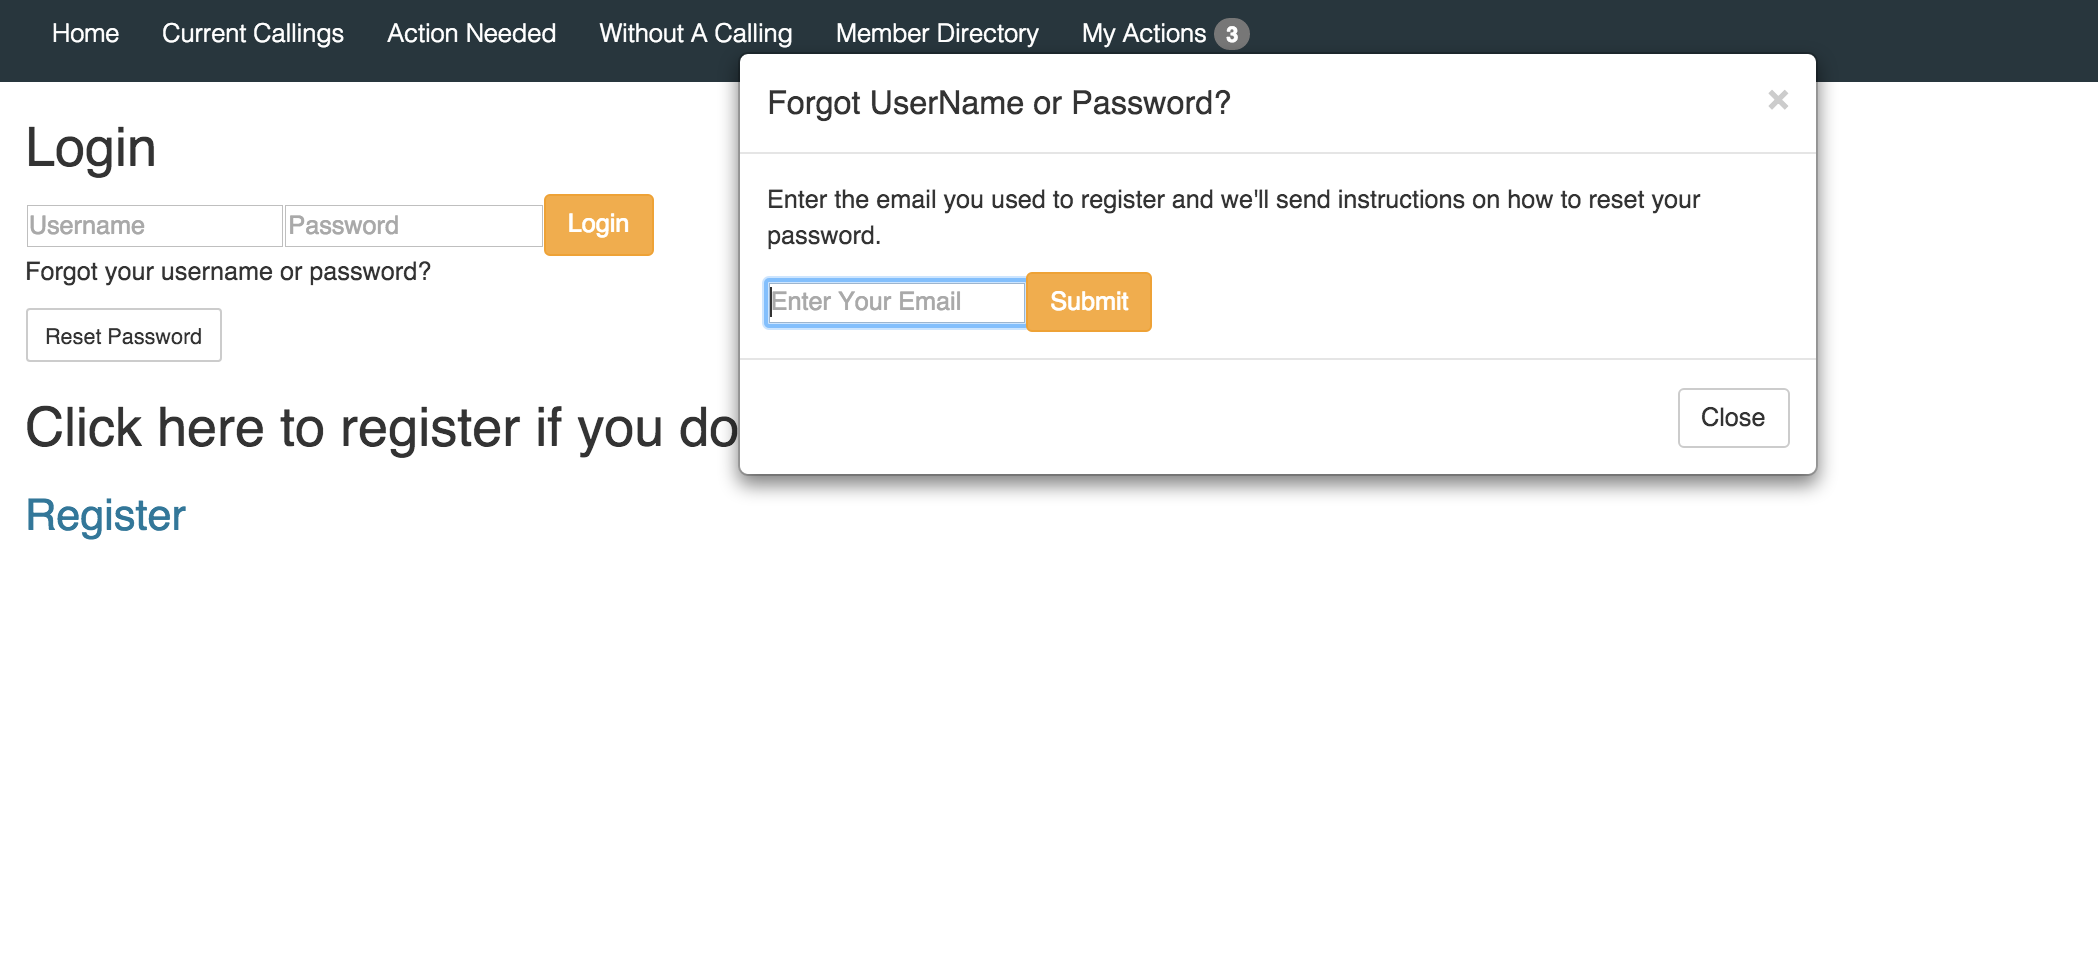 Home Current Callings Action Needed Without A Calling Member Directory My Actions 3
Login
Username Password Login
Forgot your username or password?
Reset Password
Click here to register if you do
Register
Forgot UserName or Password? ×
Enter the email you used to register and we'll send instructions on how to reset your
password.
Enter Your Email Submit
Close